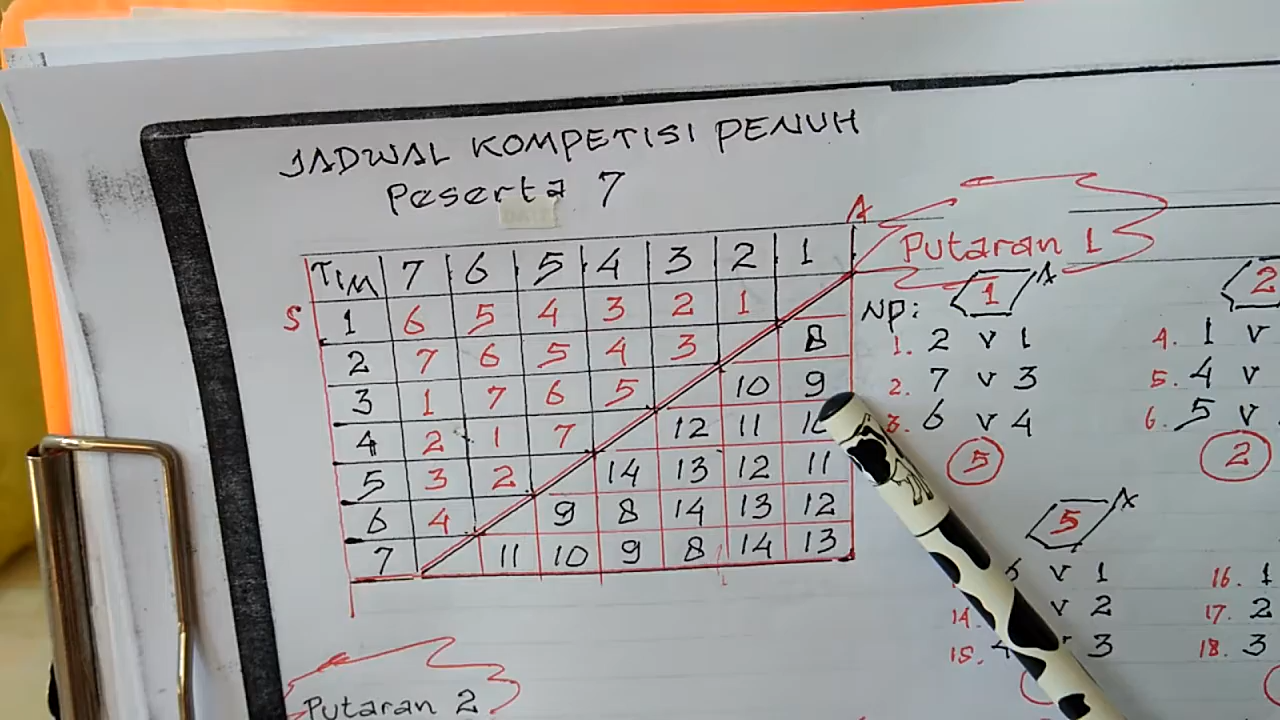 JADWAL KOMPETISI PENUH
Peserta 7
A
TIM 7 6 5 4 3 2 1
S 1 6 5 4 3 2 1
2 7 6 5 4 3 8
3 1 7 6 5 10 9
4 2 1 7 12 11
5 3 2 14 13 12 11
6 4 9 8 14 13 12
7 11 10 9 8 14 13
Putaran 1
NP: 1 A
1. 2 v 1
2. 7 v 3
3. 6 v 4
5
2
4. 1 v
5. 4 v
6. 5 v
2
5 A
v 1
14. v 2
15. 4 3
16. 1
17. 2
18. 3
Putaran 2